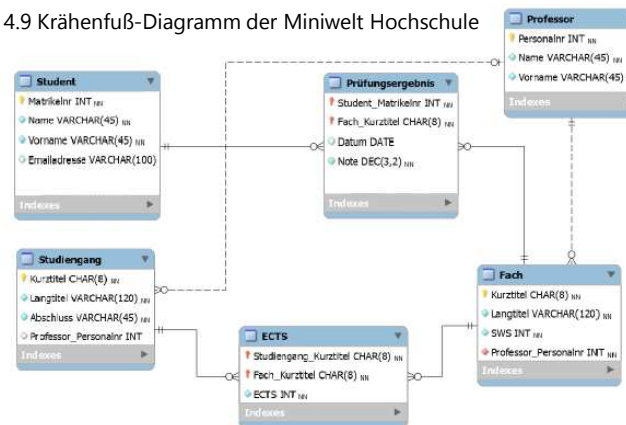 4.9 Krähenfuß-Diagramm der Miniwelt Hochschule
Professor
Personalnr INT NN
Name VARCHAR(45) NN
Vorname VARCHAR(45)
Indexes
Student
Matrikelnr INT NN
Name VARCHAR(45) NN
Vorname VARCHAR(45) NN
Emailadresse VARCHAR(100)
Indexes
Prüfungsergebnis
Student_Matrikelnr INT NN
Fach_Kurztitel CHAR(8) NN
Datum DATE
Note DEC(3,2) NN
Indexes
Studiengang
Kurztitel CHAR(8) NN
Langtitel VARCHAR(120) NN
Abschluss VARCHAR(45) NN
Professor_Personalnr INT
Indexes
ECTS
Studiengang_Kurztitel CHAR(8) NN
Fach_Kurztitel CHAR(8) NN
ECTS INT NN
Indexes
Fach
Kurztitel CHAR(8) NN
Langtitel VARCHAR(120) NN
SWS INT NN
Professor_Personalnr INT NN
Indexes